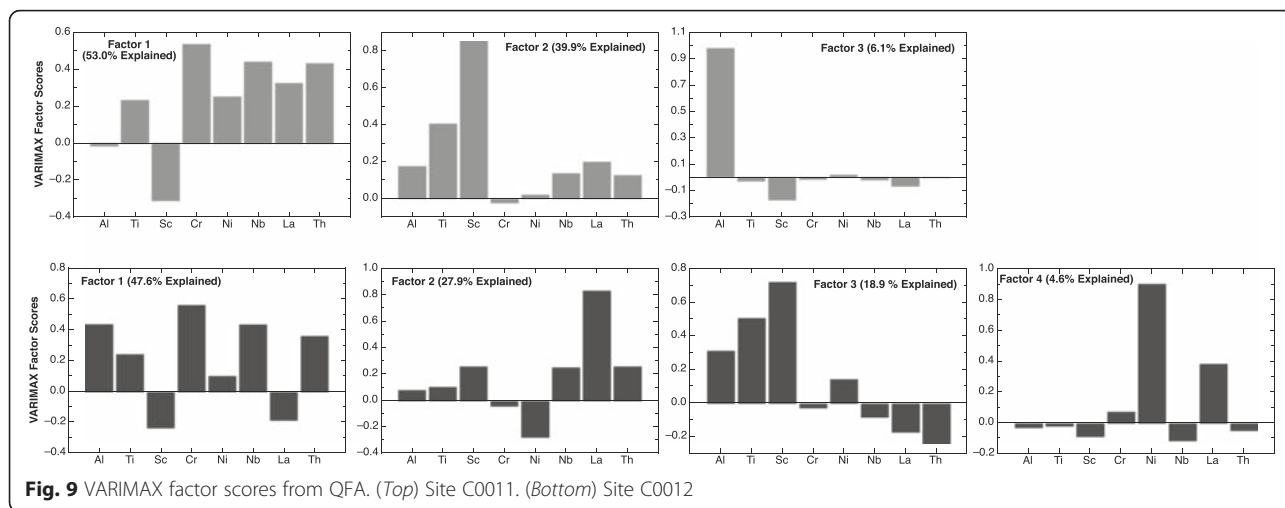 Factor 1
(53.0% Explained)
VARIMAX Factor Scores
0.6
0.4
0.2
0.0
−0.2
−0.4
Al Ti Sc Cr Ni Nb La Th
Factor 2 (39.9% Explained)
0.8
0.6
0.4
0.2
0.0
Al Ti Sc Cr Ni Nb La Th
Factor 3 (6.1% Explained)
1.1
0.9
0.7
0.5
0.3
0.1
−0.1
−0.3
Al Ti Sc Cr Ni Nb La Th
Factor 1 (47.6% Explained)
VARIMAX Factor Scores
0.8
0.6
0.4
0.2
0.0
−0.2
−0.4
Al Ti Sc Cr Ni Nb La Th
Factor 2 (27.9% Explained)
1.0
0.8
0.6
0.4
0.2
0.0
−0.2
−0.4
Al Ti Sc Cr Ni Nb La Th
Factor 3 (18.9 % Explained)
0.8
0.6
0.4
0.2
0.0
−0.2
Al Ti Sc Cr Ni Nb La Th
Factor 4 (4.6% Explained)
1.0
0.8
0.6
0.4
0.2
0.0
−0.2
Al Ti Sc Cr Ni Nb La Th
Fig. 9 VARIMAX factor scores from QFA. (Top) Site C0011. (Bottom) Site C0012